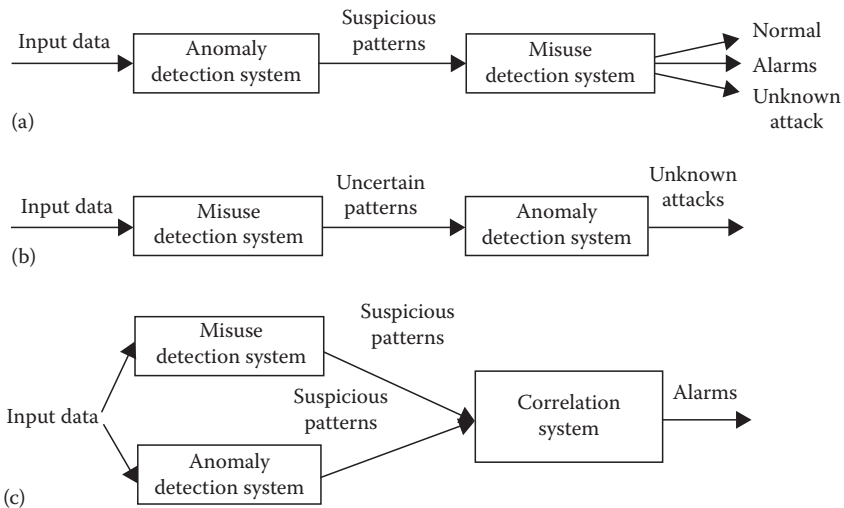 Input data
Anomaly
detection system
Suspicious
patterns
Misuse
detection system
Normal
Alarms
Unknown
attack
(a)
Input data
Misuse
detection system
Uncertain
patterns
Anomaly
detection system
Unknown
attacks
(b)
Input data
Misuse
detection system
Suspicious
patterns
Anomaly
detection system
Suspicious
patterns
Correlation
system
Alarms
(c)